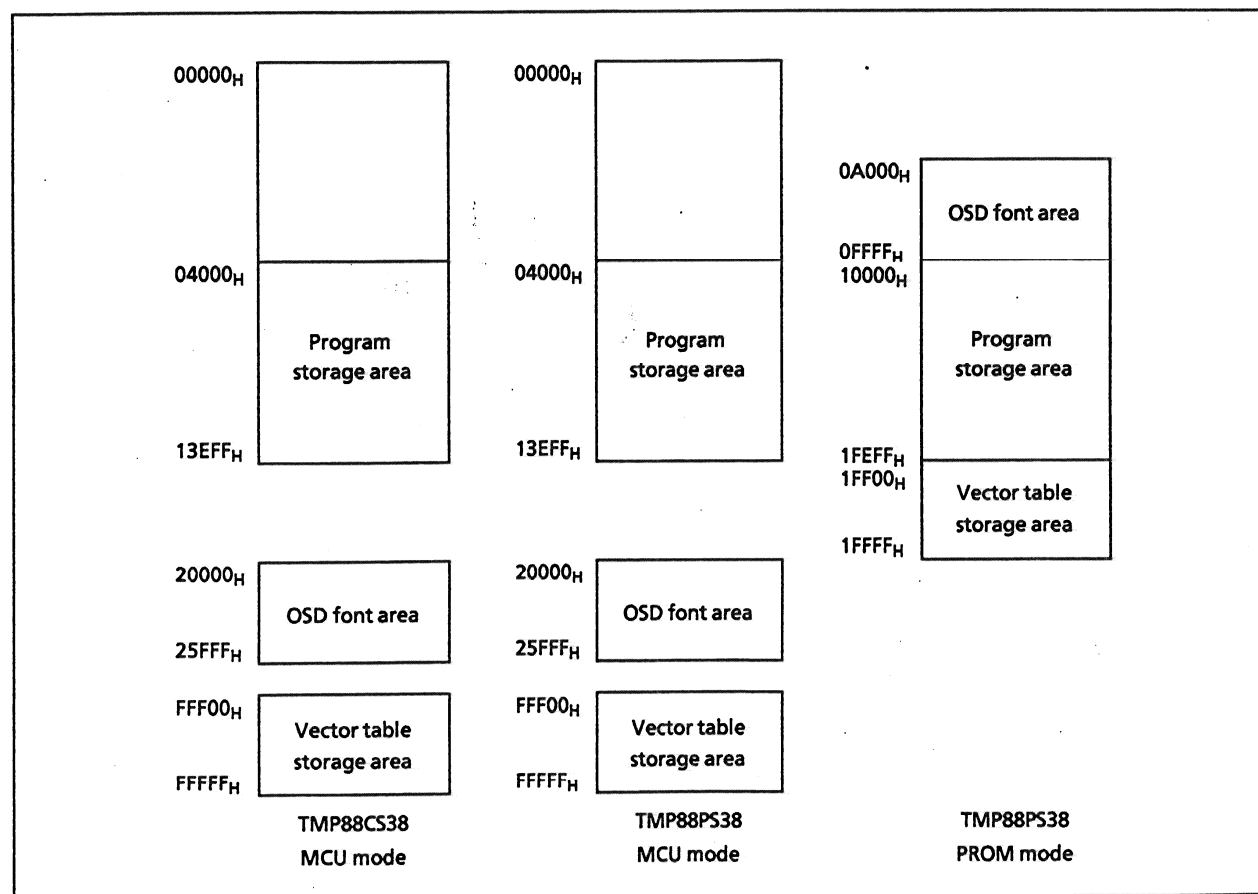 00000H
04000H
Program
storage area
13EFFH
20000H
OSD font area
25FFFH
FFF00H
Vector table
storage area
FFFFFH
TMP88CS38
MCU mode
00000H
04000H
Program
storage area
13EFFH
20000H
OSD font area
25FFFH
FFF00H
Vector table
storage area
FFFFFH
TMP88PS38
MCU mode
0A000H
OSD font area
0FFFFH
10000H
Program
storage area
1FEFFH
1FF00H
Vector table
storage area
1FFFFH
TMP88PS38
PROM mode